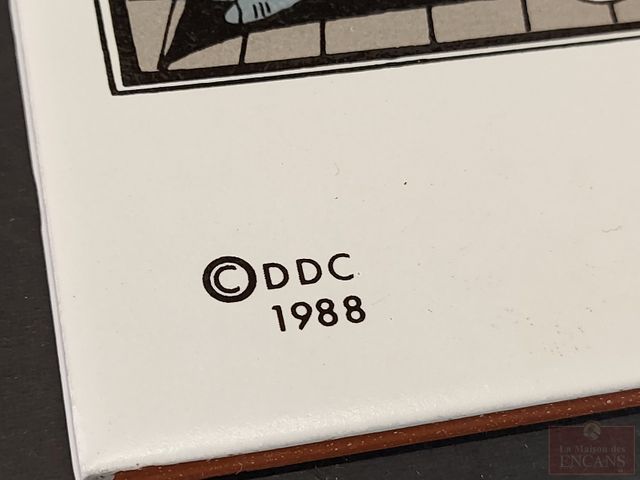 ©DDC
1988
La Maison des
ENCANS